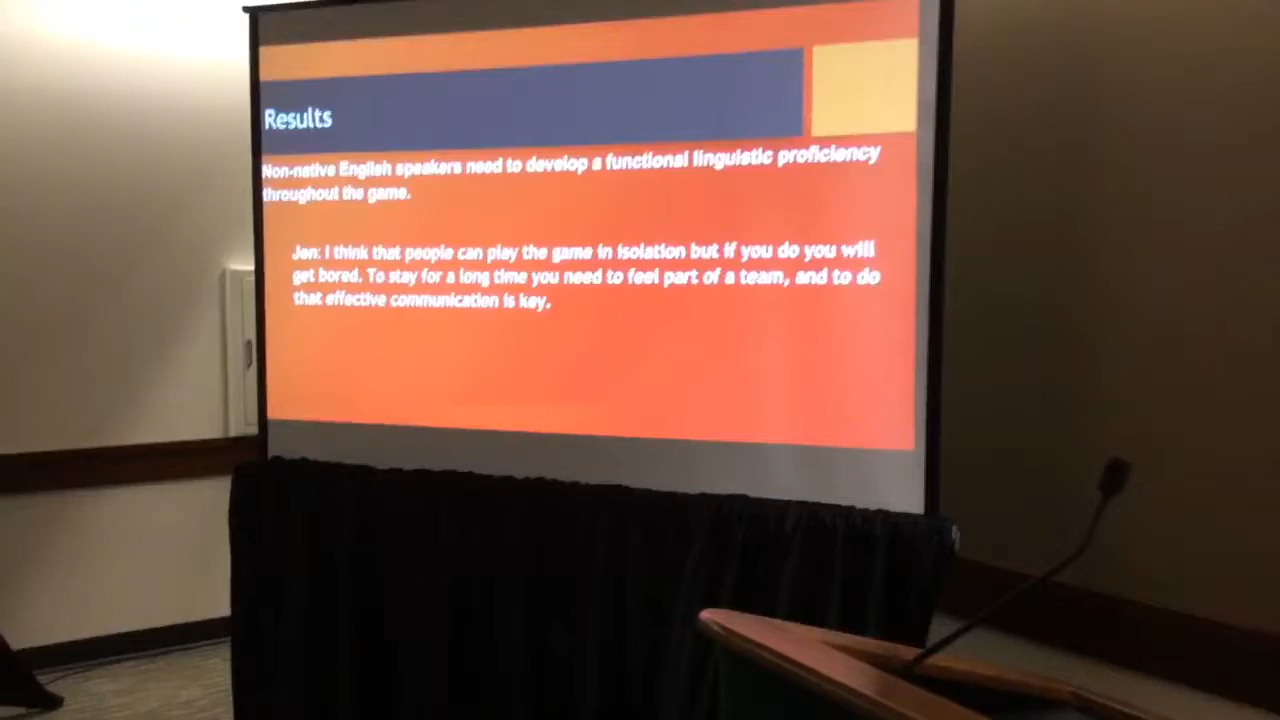 Results
Non-native English speakers need to develop a functional linguistic proficiency
throughout the game.
Jen: I think that people can play the game in isolation but if you do you will
get bored. To stay for a long time you need to feel part of a team, and to do
that effective communication is key.